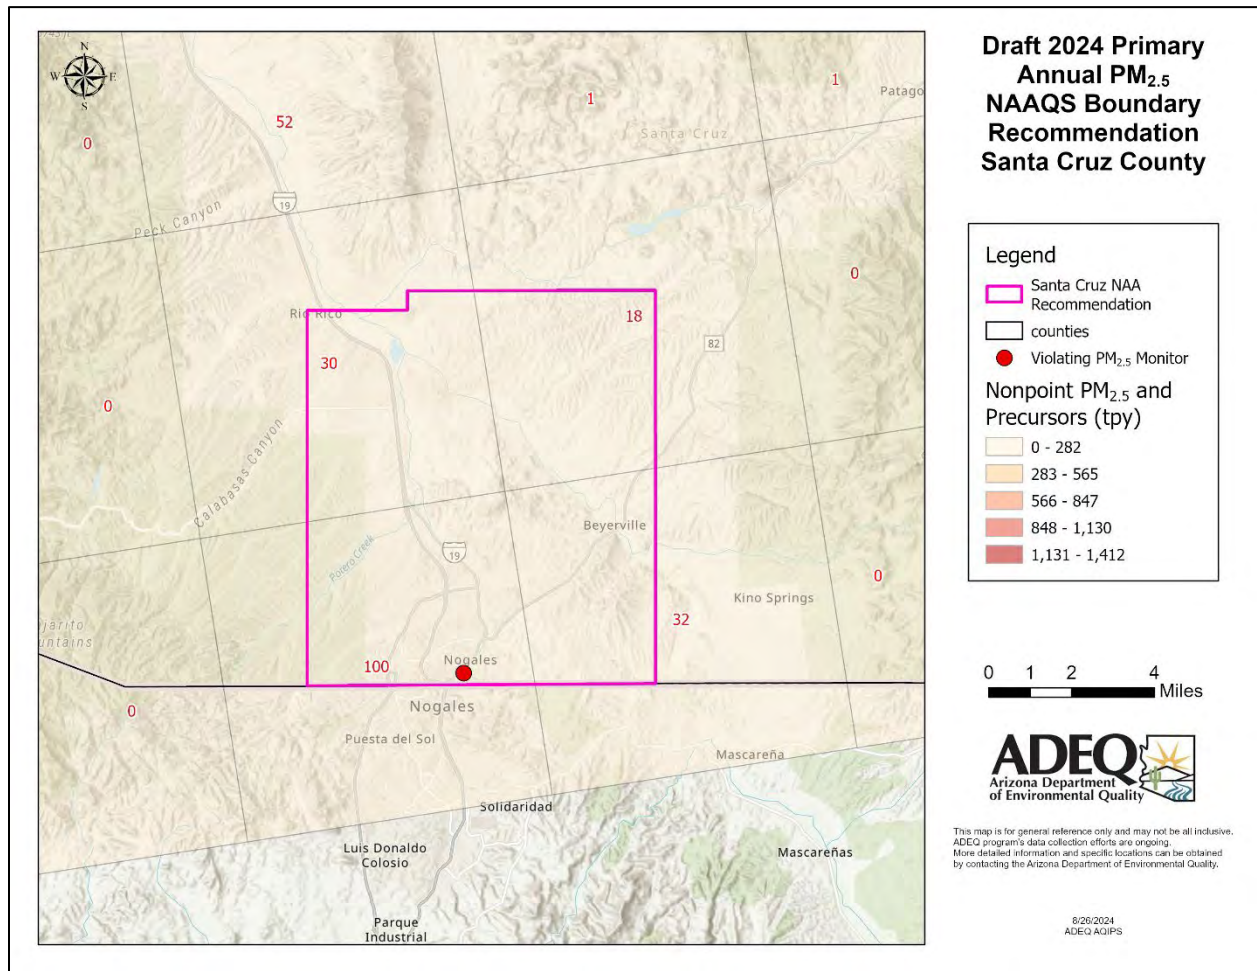 Draft 2024 Primary
Annual PM2.5
NAAQS Boundary
Recommendation
Santa Cruz County
N
W E
S
52
1
1
Patago
0
Santa Cruz
19
Peck Canyon
0
Rio Rico
18
30
82
0
Calabasas Canyon
Beyerville
Potero Creek
19
0
Kino Springs
32
Nogales
100
0
Nogales
Puesta del Sol
Mascareña
Solidaridad
Luis Donaldo
Colosio
Mascareñas
Parque
Industrial
Legend
Santa Cruz NAA
Recommendation
counties
Violating PM2.5 Monitor
Nonpoint PM2.5 and
Precursors (tpy)
0 - 282
283 - 565
566 - 847
848 - 1,130
1,131 - 1,412
0 1 2 4
Miles
ADEQ
Arizona Department
of Environmental Quality
This map is for general reference only and may not be all inclusive.
ADEQ program's data collection efforts are ongoing.
More detailed information and specific locations can be obtained
by contacting the Arizona Department of Environmental Quality.
8/26/2024
ADEQ AQIPS